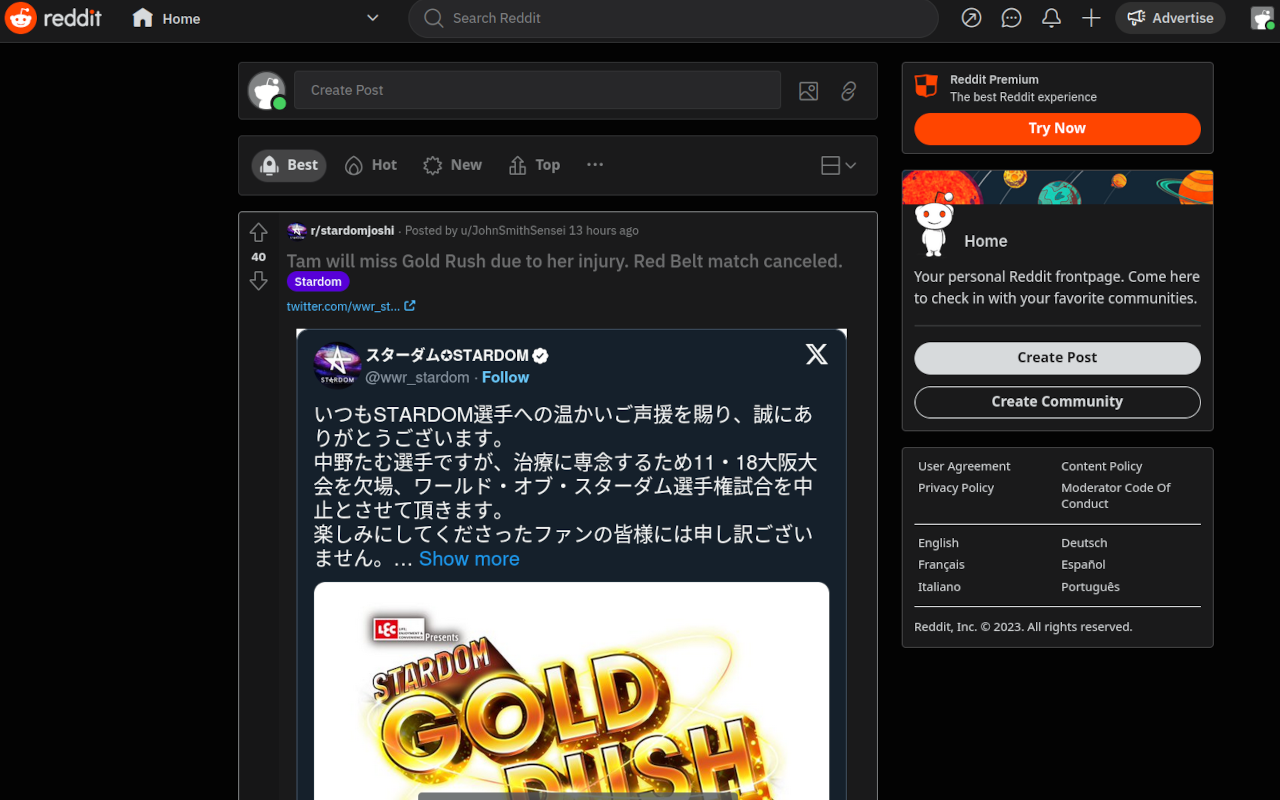 reddit
Home
Search Reddit
Advertise
Create Post
Best
Hot
New
Top
r/stardomjoshi · Posted by u/JohnSmithSensei 13 hours ago
40
Tam will miss Gold Rush due to her injury. Red Belt match canceled.
Stardom
twitter.com/wwr_st...
スターダム✪STARDOM
@wwr_stardom · Follow
いつもSTARDOM選手への温かいご声援を賜り、誠にあ
りがとうございます。
中野たむ選手ですが、治療に専念するため11・18大阪大
会を欠場、ワールド・オブ・スターダム選手権試合を中
止とさせて頂きます。
楽しみにしてくださったファンの皆様には申し訳ござい
ません。… Show more
LEC Presents
STARDOM
GOLD
RUSH
Reddit Premium
The best Reddit experience
Try Now
Home
Your personal Reddit frontpage. Come here
to check in with your favorite communities.
Create Post
Create Community
User Agreement
Content Policy
Privacy Policy
Moderator Code Of
Conduct
English
Deutsch
Français
Español
Italiano
Português
Reddit, Inc. © 2023. All rights reserved.